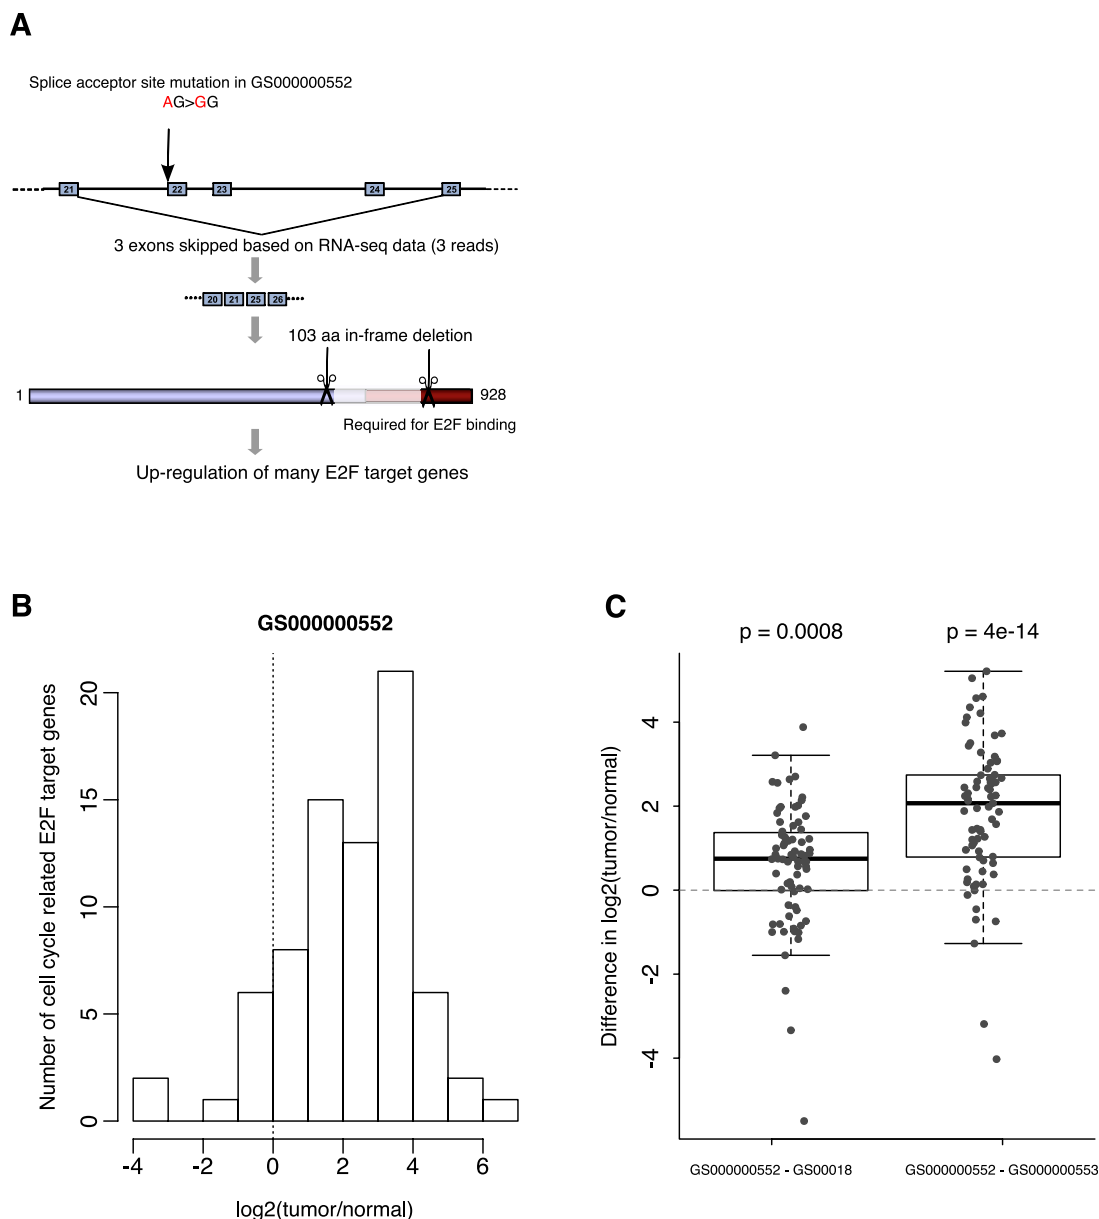 A
Splice acceptor site mutation in GS000000552
AG>GG
21 22 23 24 25
3 exons skipped based on RNA-seq data (3 reads)
20 21 25 26
103 aa in-frame deletion
1 928
Required for E2F binding
Up-regulation of many E2F target genes
B
GS000000552
Number of cell cycle related E2F target genes
20
15
10
5
0
-4 -2 0 2 4 6
log2(tumor/normal)
C
p = 0.0008 p = 4e-14
Difference in log2(tumor/normal)
4
2
0
-2
-4
GS000000552 - GS00018 GS000000552 - GS000000553